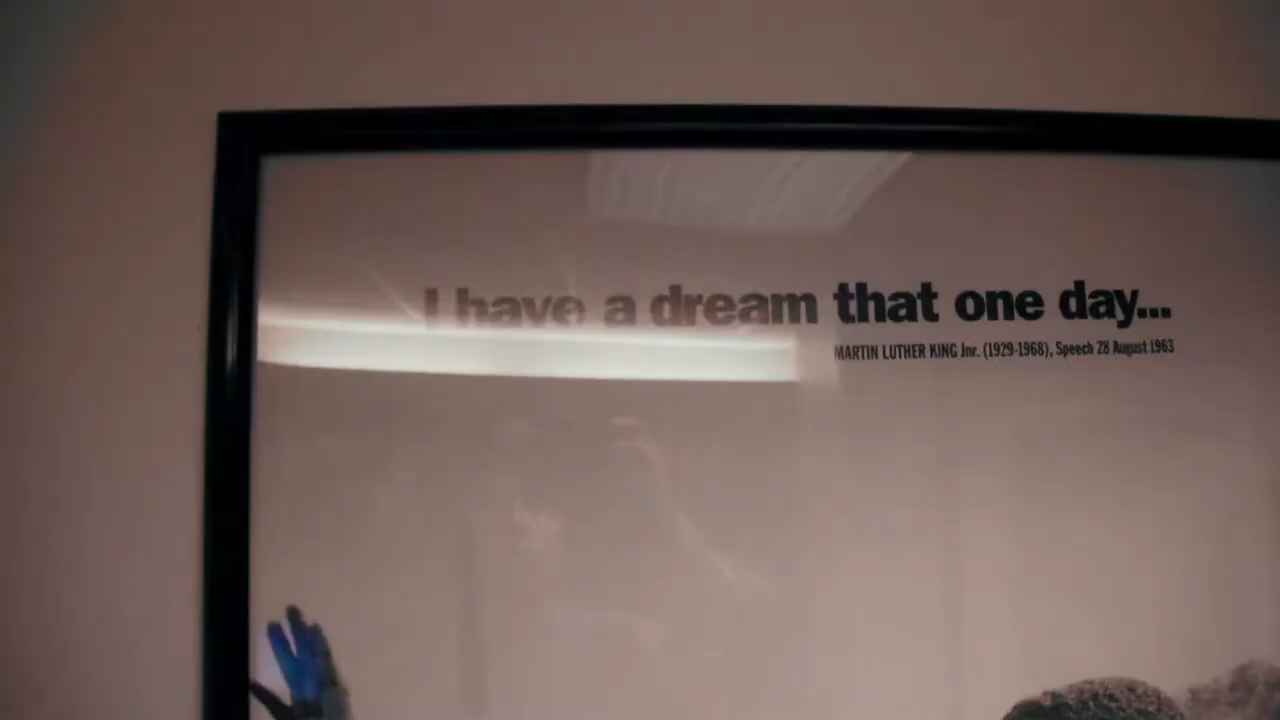 I have a dream that one day...
MARTIN LUTHER KING Jnr. (1929-1968), Speech 28 August 1963